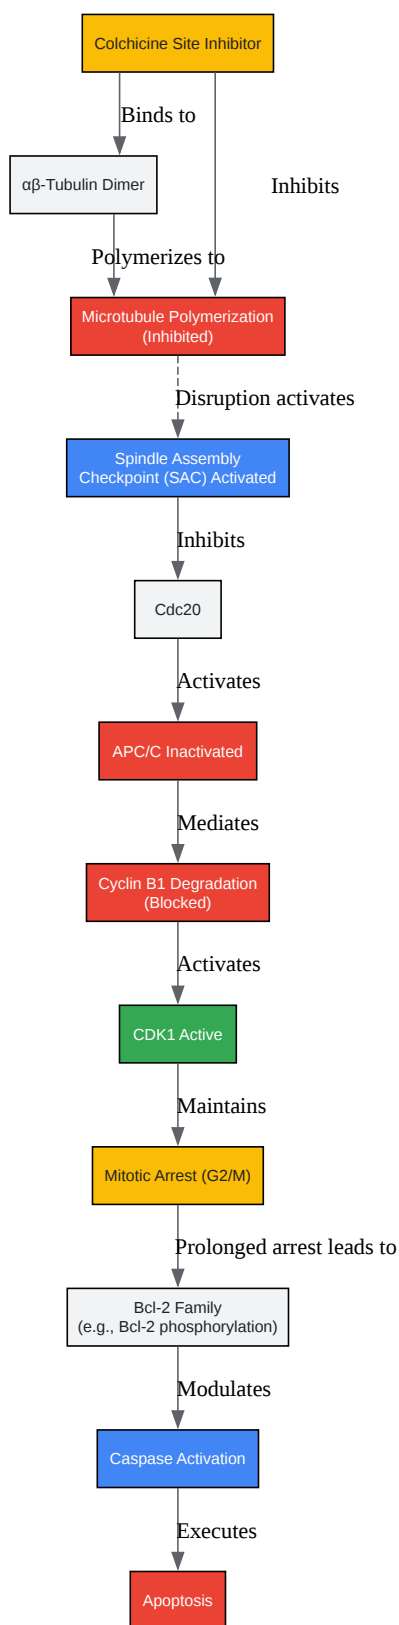 Colchicine Site Inhibitor
Binds to
αβ-Tubulin Dimer
Inhibits
Polymerizes to
Microtubule Polymerization
(Inhibited)
Disruption activates
Spindle Assembly
Checkpoint (SAC) Activated
Inhibits
Cdc20
Activates
APC/C Inactivated
Mediates
Cyclin B1 Degradation
(Blocked)
Activates
CDK1 Active
Maintains
Mitotic Arrest (G2/M)
Prolonged arrest leads to
Bcl-2 Family
(e.g., Bcl-2 phosphorylation)
Modulates
Caspase Activation
Executes
Apoptosis